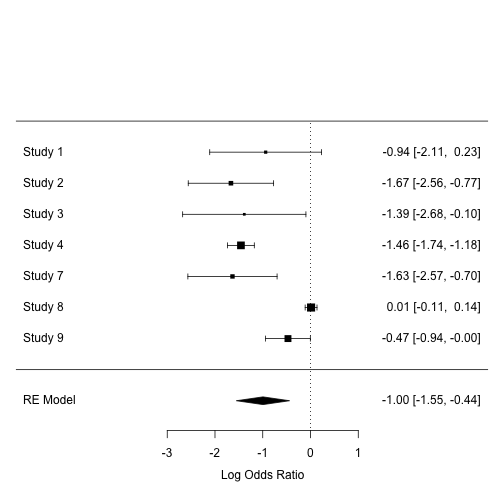 Study 1 -0.94 [-2.11, 0.23]
Study 2 -1.67 [-2.56, -0.77]
Study 3 -1.39 [-2.68, -0.10]
Study 4 -1.46 [-1.74, -1.18]
Study 7 -1.63 [-2.57, -0.70]
Study 8 0.01 [-0.11, 0.14]
Study 9 -0.47 [-0.94, -0.00]
RE Model -1.00 [-1.55, -0.44]
-3 -2 -1 0 1
Log Odds Ratio